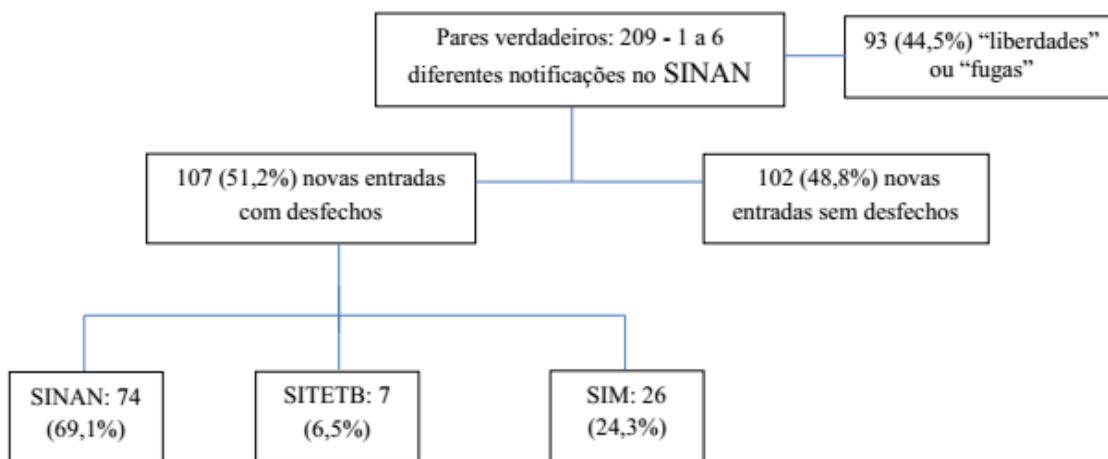 Pares verdadeiros: 209 - 1 a 6
diferentes notificações no SINAN
93 (44,5%) “liberdades”
ou “fugas”
107 (51,2%) novas entradas
com desfechos
102 (48,8%) novas
entradas sem desfechos
SINAN: 74
(69,1%)
SITETB: 7
(6,5%)
SIM: 26
(24,3%)